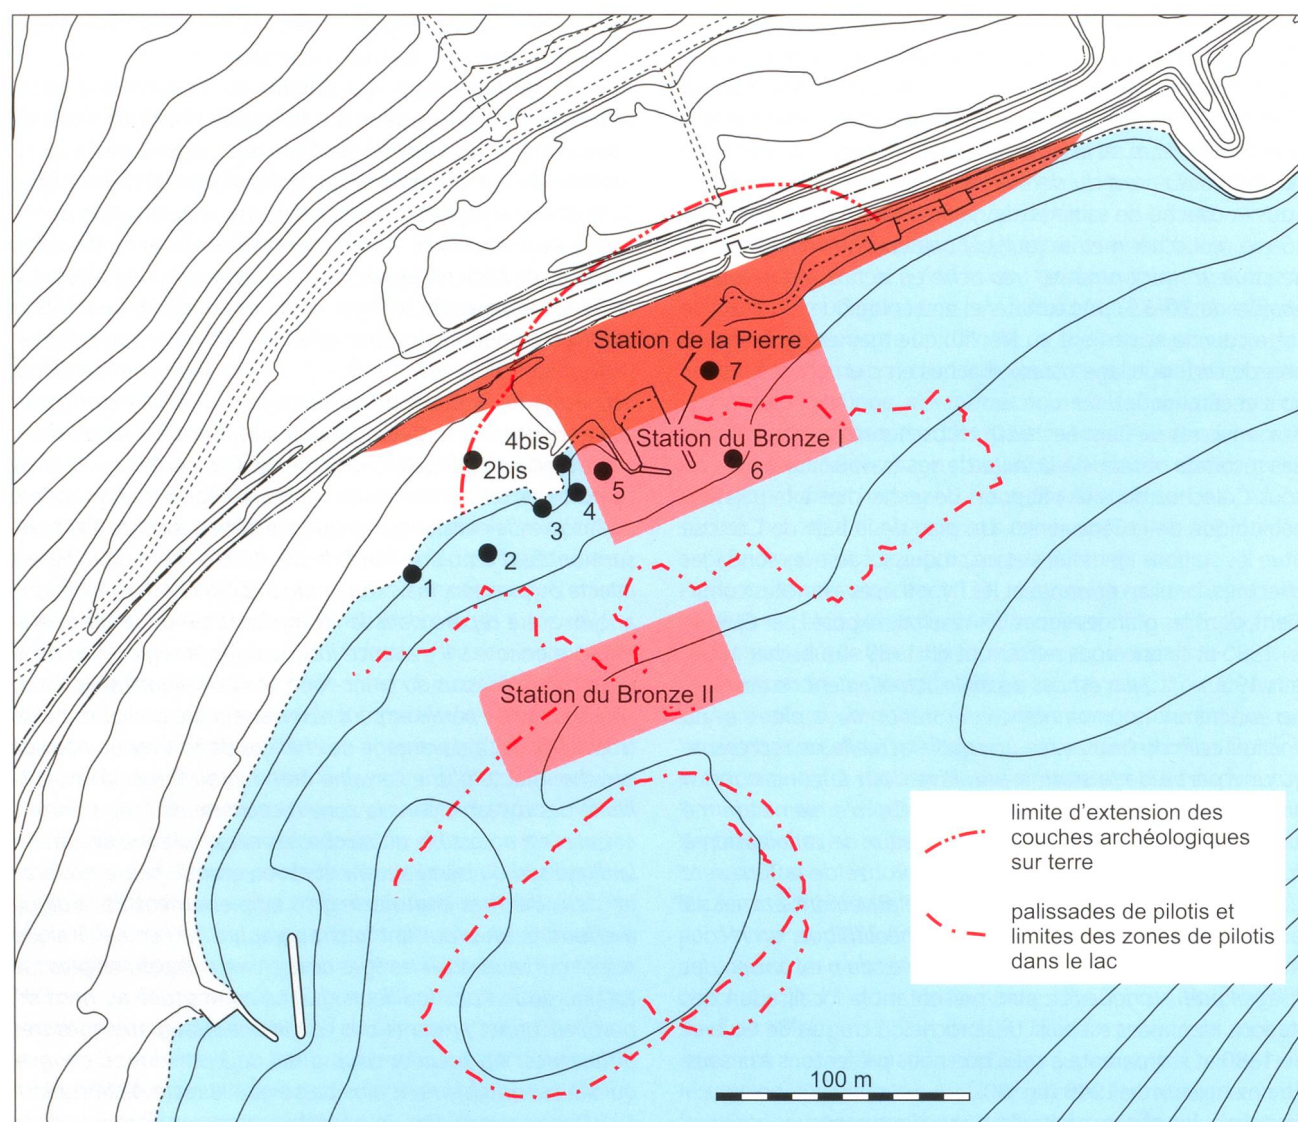 Station de la Pierre
7
4bis
Station du Bronze I
2bis
5
6
4
3
2
1
Station du Bronze II
limite d’extension des
couches archéologiques
sur terre
palissades de pilotis et
limites des zones de pilotis
dans le lac
100 m